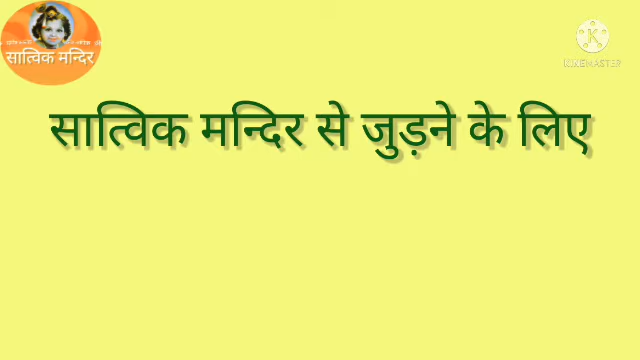 सात्विक मन्दिर
KINEMASTER
सात्विक मन्दिर से जुड़ने के लिए